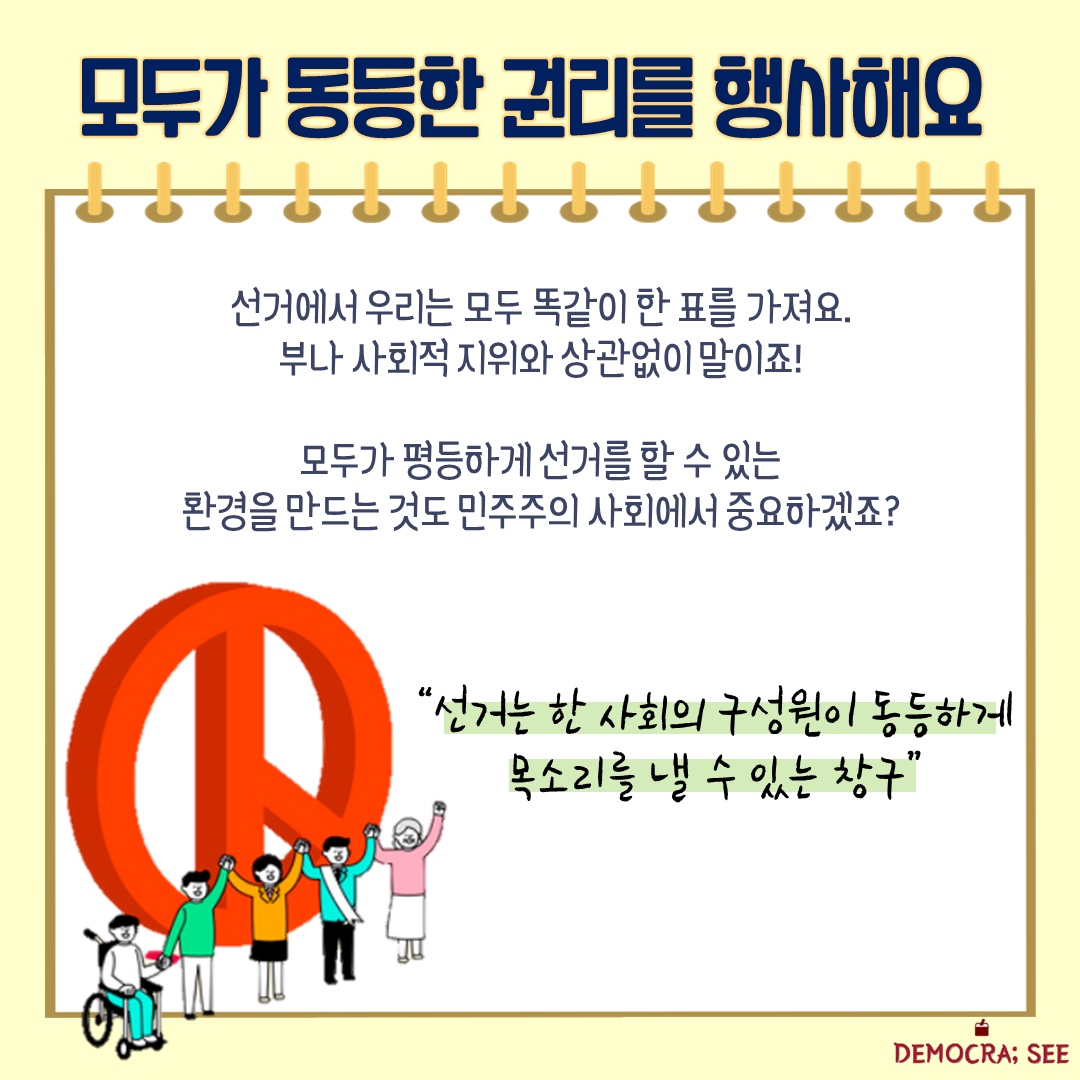 모두가 동등한 권리를 행사해요
선거에서 우리는 모두 똑같이 한 표를 가져요.
부나 사회적 지위와 상관없이 말이죠!
모두가 평등하게 선거를 할 수 있는
환경을 만드는 것도 민주주의 사회에서 중요하겠죠?
“선거는 한 사회의 구성원이 동등하게
목소리를 낼 수 있는 창구”
DEMOCRA; SEE